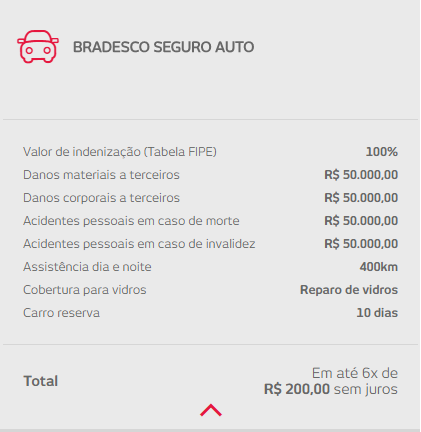 BRADESCO SEGURO AUTO
Valor de indenização (Tabela FIPE) 100%
Danos materiais a terceiros R$ 50.000,00
Danos corporais a terceiros R$ 50.000,00
Acidentes pessoais em caso de morte R$ 50.000,00
Acidentes pessoais em caso de invalidez R$ 50.000,00
Assistência dia e noite 400km
Cobertura para vidros Reparo de vidros
Carro reserva 10 dias
Total Em até 6x de
R$ 200,00 sem juros